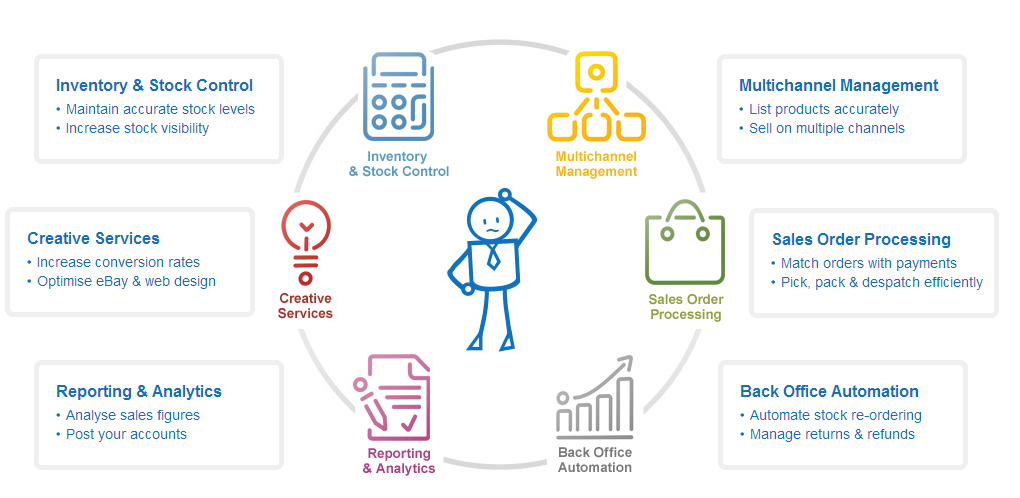 Inventory & Stock Control
• Maintain accurate stock levels
• Increase stock visibility
Inventory
& Stock Control
Multichannel
Management
Multichannel Management
• List products accurately
• Sell on multiple channels
Creative Services
• Increase conversion rates
• Optimise eBay & web design
Creative
Services
Sales Order
Processing
Sales Order Processing
• Match orders with payments
• Pick, pack & despatch efficiently
Reporting & Analytics
• Analyse sales figures
• Post your accounts
Reporting
& Analytics
Back Office
Automation
Back Office Automation
• Automate stock re-ordering
• Manage returns & refunds